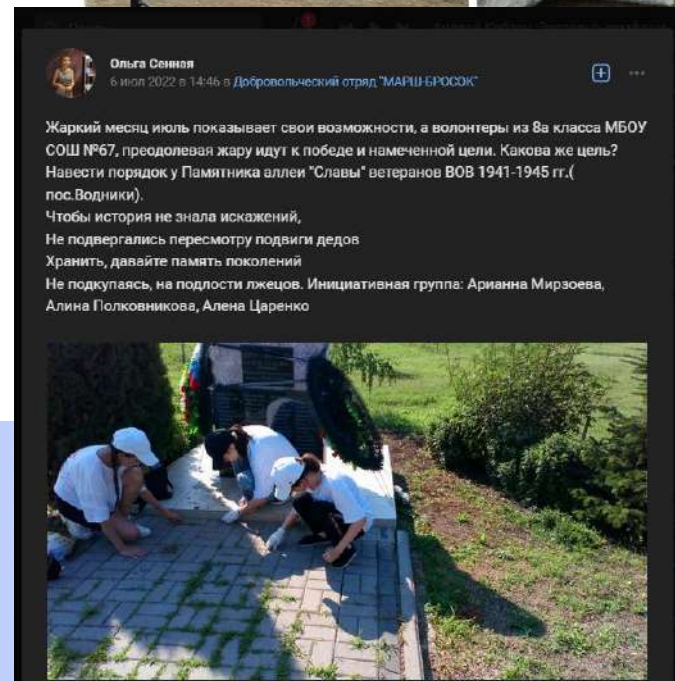 Ольга Сенная
6 июл 2022 в 14:46 в Добровольческий отряд "МАРШ-БРОСОК"
Жаркий месяц июль показывает свои возможности, а волонтеры из 8а класса МБОУ
СОШ №67, преодолевая жару идут к победе и намеченной цели. Какова же цель?
Навести порядок у Памятника аллеи "Славы" ветеранов ВОВ 1941-1945 гг.(
пос.Водники).
Чтобы история не знала искажений,
Не подвергались пересмотру подвиги дедов
Хранить, давайте память поколений
Не подкупаясь, на подлости лжецов. Инициативная группа: Арианна Мирзоева,
Алина Полковникова, Алена Царенко